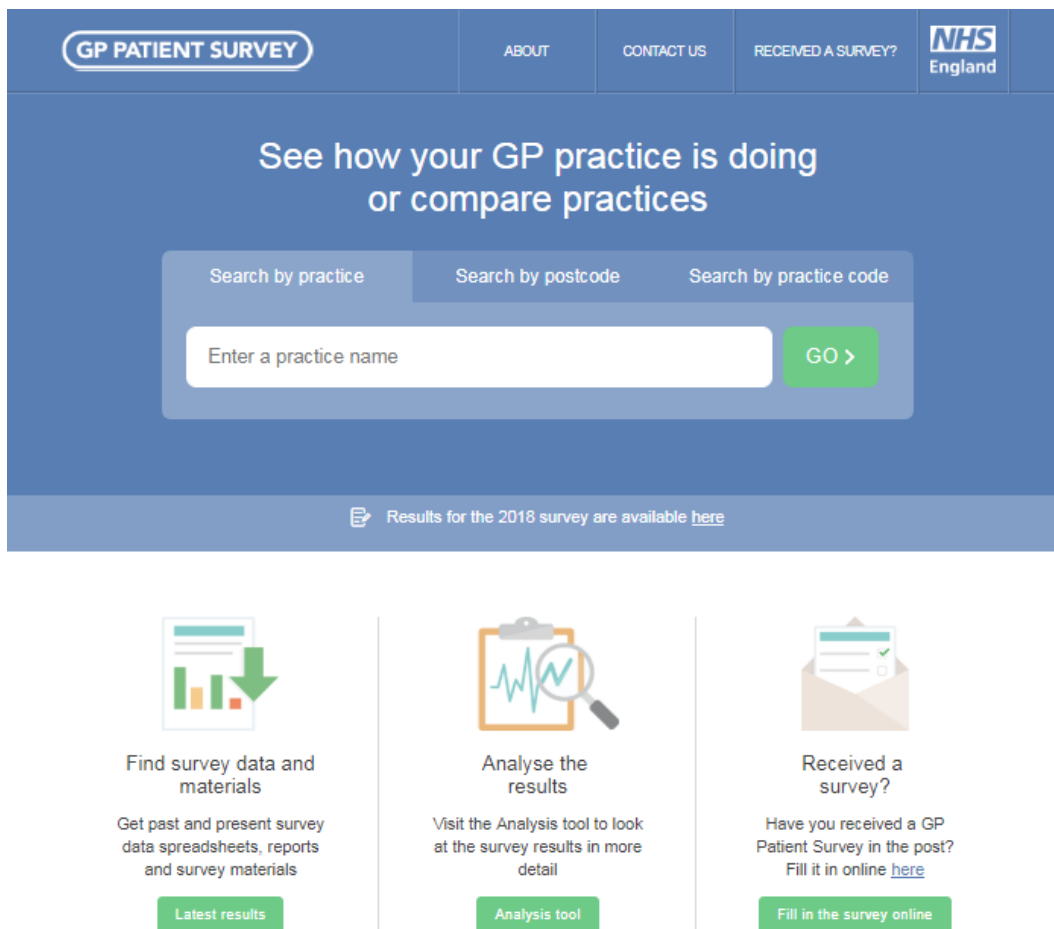 GP PATIENT SURVEY
ABOUT
CONTACT US
RECEIVED A SURVEY?
NHS
England
See how your GP practice is doing
or compare practices
Search by practice
Search by postcode
Search by practice code
Enter a practice name
GO
Results for the 2018 survey are available here
Find survey data and
materials
Get past and present survey
data spreadsheets, reports
and survey materials
Latest results
Analyse the
results
Visit the Analysis tool to look
at the survey results in more
detail
Analysis tool
Received a
survey?
Have you received a GP
Patient Survey in the post?
Fill it in online here
Fill in the survey online